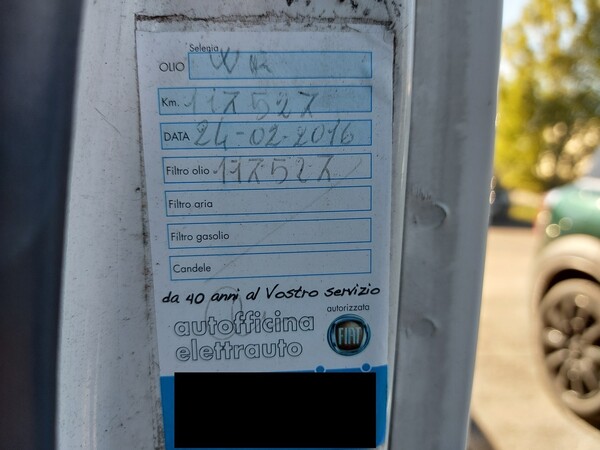 Selegia
OLIO
Km. 117527
DATA 24-02-2016
Filtro olio 117527
Filtro aria
Filtro gasolio
Candele
da 40 anni al Vostro servizio
autofficina
elettrauto
autorizzata
FIAT